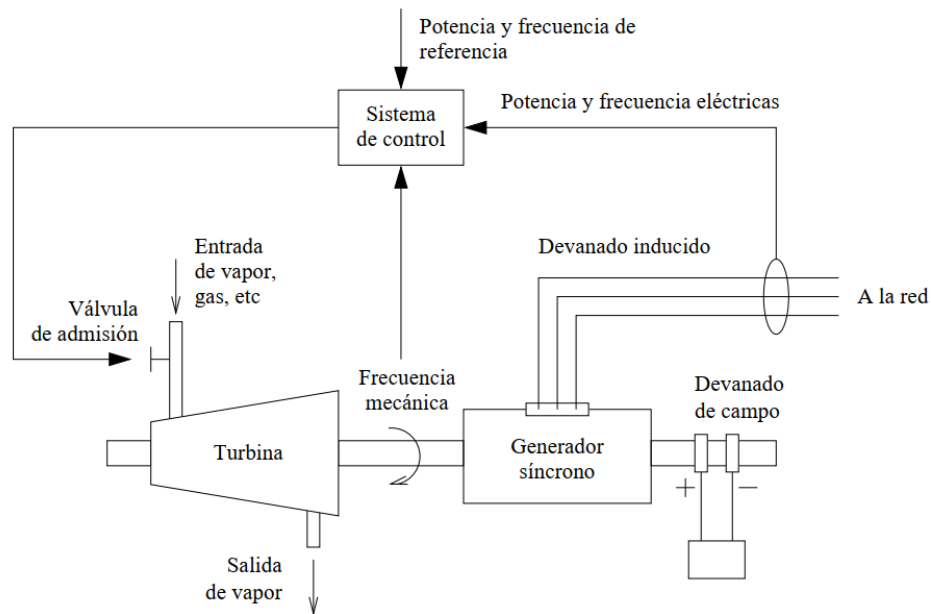 Potencia y frecuencia de
referencia
Sistema
de control
Potencia y frecuencia eléctricas
Entrada
de vapor,
gas, etc
Devanado inducido
Válvula
de admisión
A la red
Frecuencia
mecánica
Devanado
de campo
Turbina
Generador
síncrono
+ −
Salida
de vapor